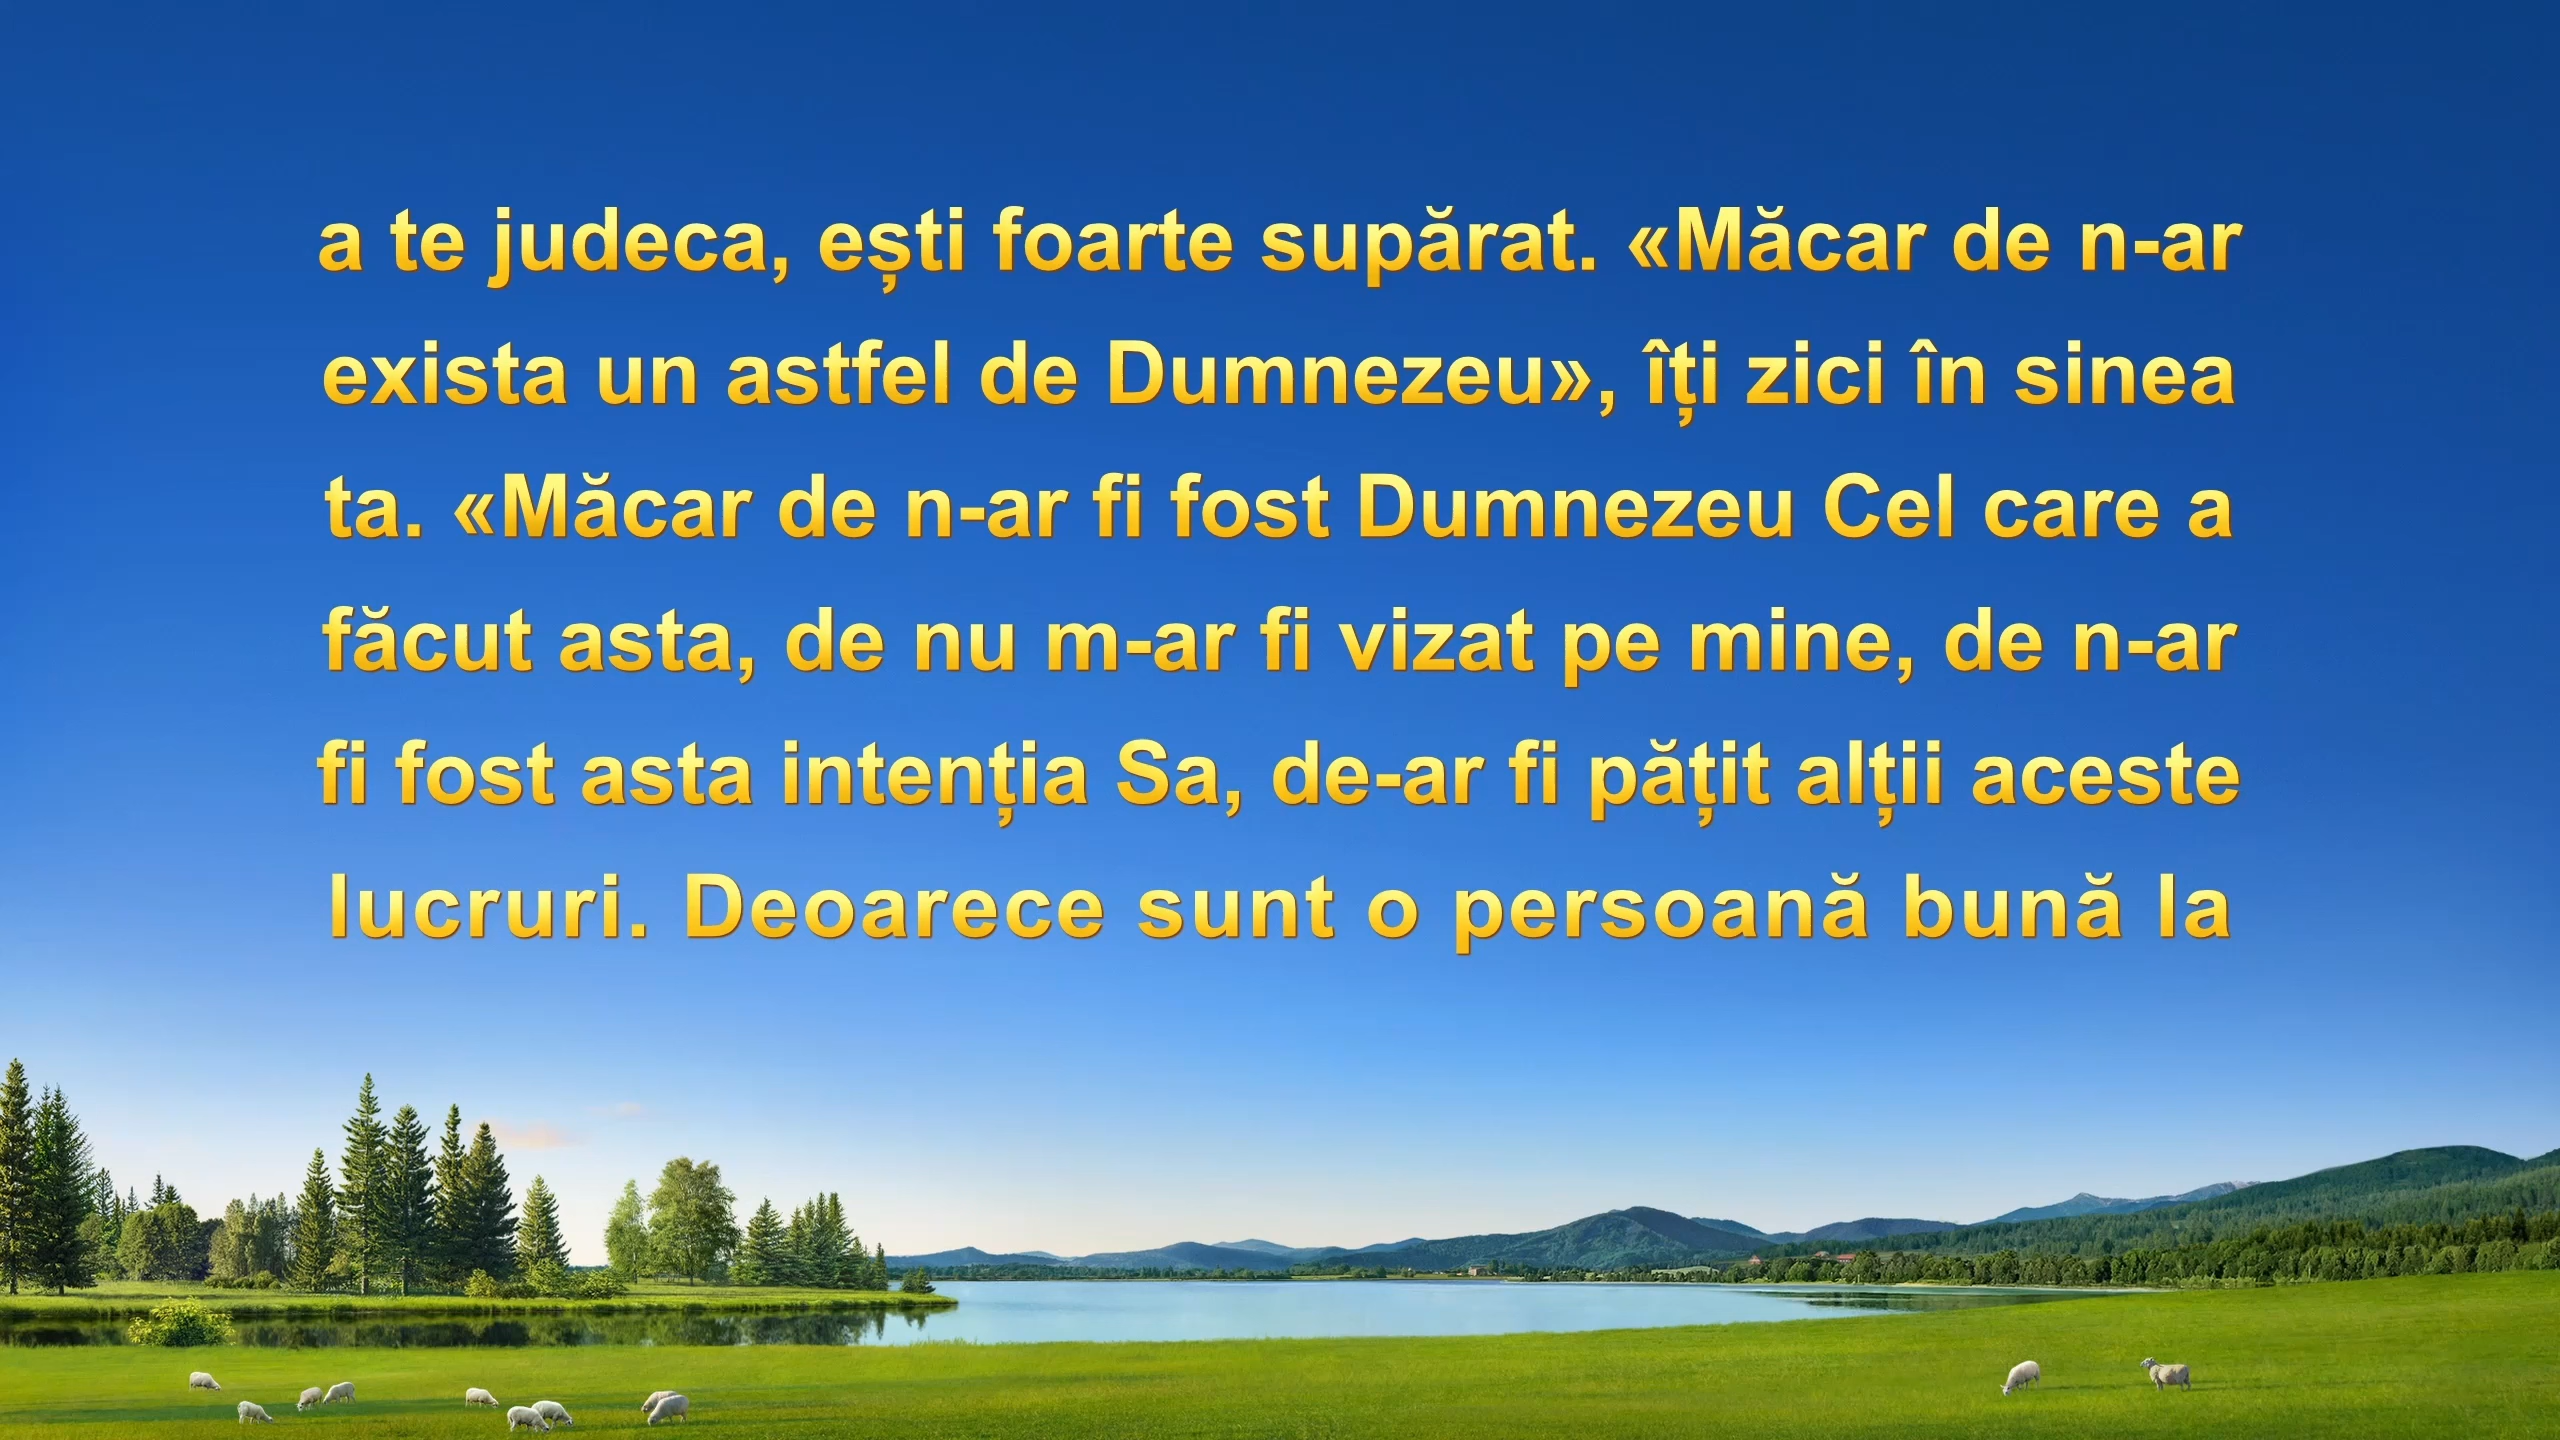 a te judeca, ești foarte supărat. «Măcar de n-ar
exista un astfel de Dumnezeu», îți zici în sinea
ta. «Măcar de n-ar fi fost Dumnezeu Cel care a
făcut asta, de nu m-ar fi vizat pe mine, de n-ar
fi fost asta intenția Sa, de-ar fi pățit alții aceste
lucruri. Deoarece sunt o persoană bună la